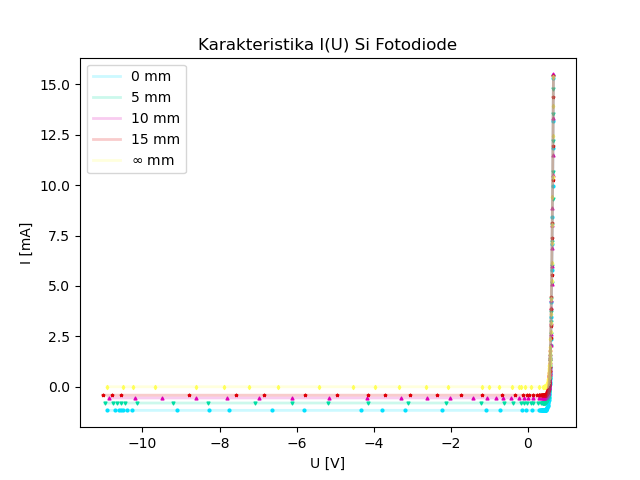 Karakteristika I(U) Si Fotodiode
0 mm
5 mm
10 mm
15 mm
∞ mm
15.0
12.5
10.0
7.5
5.0
2.5
0.0
I [mA]
−10
−8
−6
−4
−2
0
U [V]